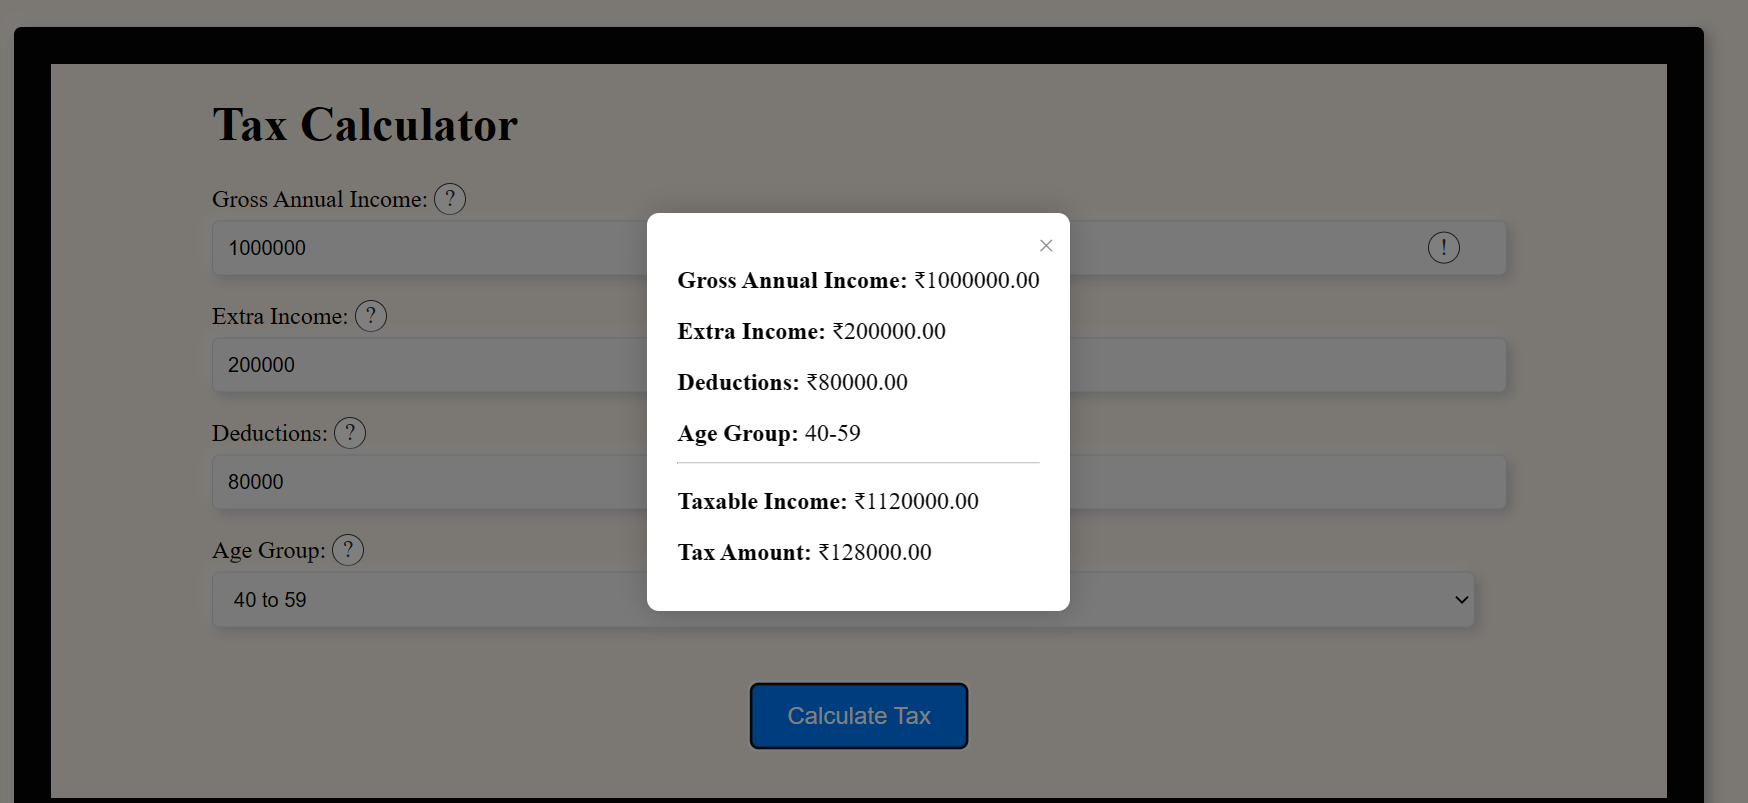 Tax Calculator
Gross Annual Income: ?
1000000
!
Extra Income: ?
200000
Deductions: ?
80000
Age Group: ?
40 to 59
Calculate Tax
×
Gross Annual Income: ₹1000000.00
Extra Income: ₹200000.00
Deductions: ₹80000.00
Age Group: 40-59
Taxable Income: ₹1120000.00
Tax Amount: ₹128000.00